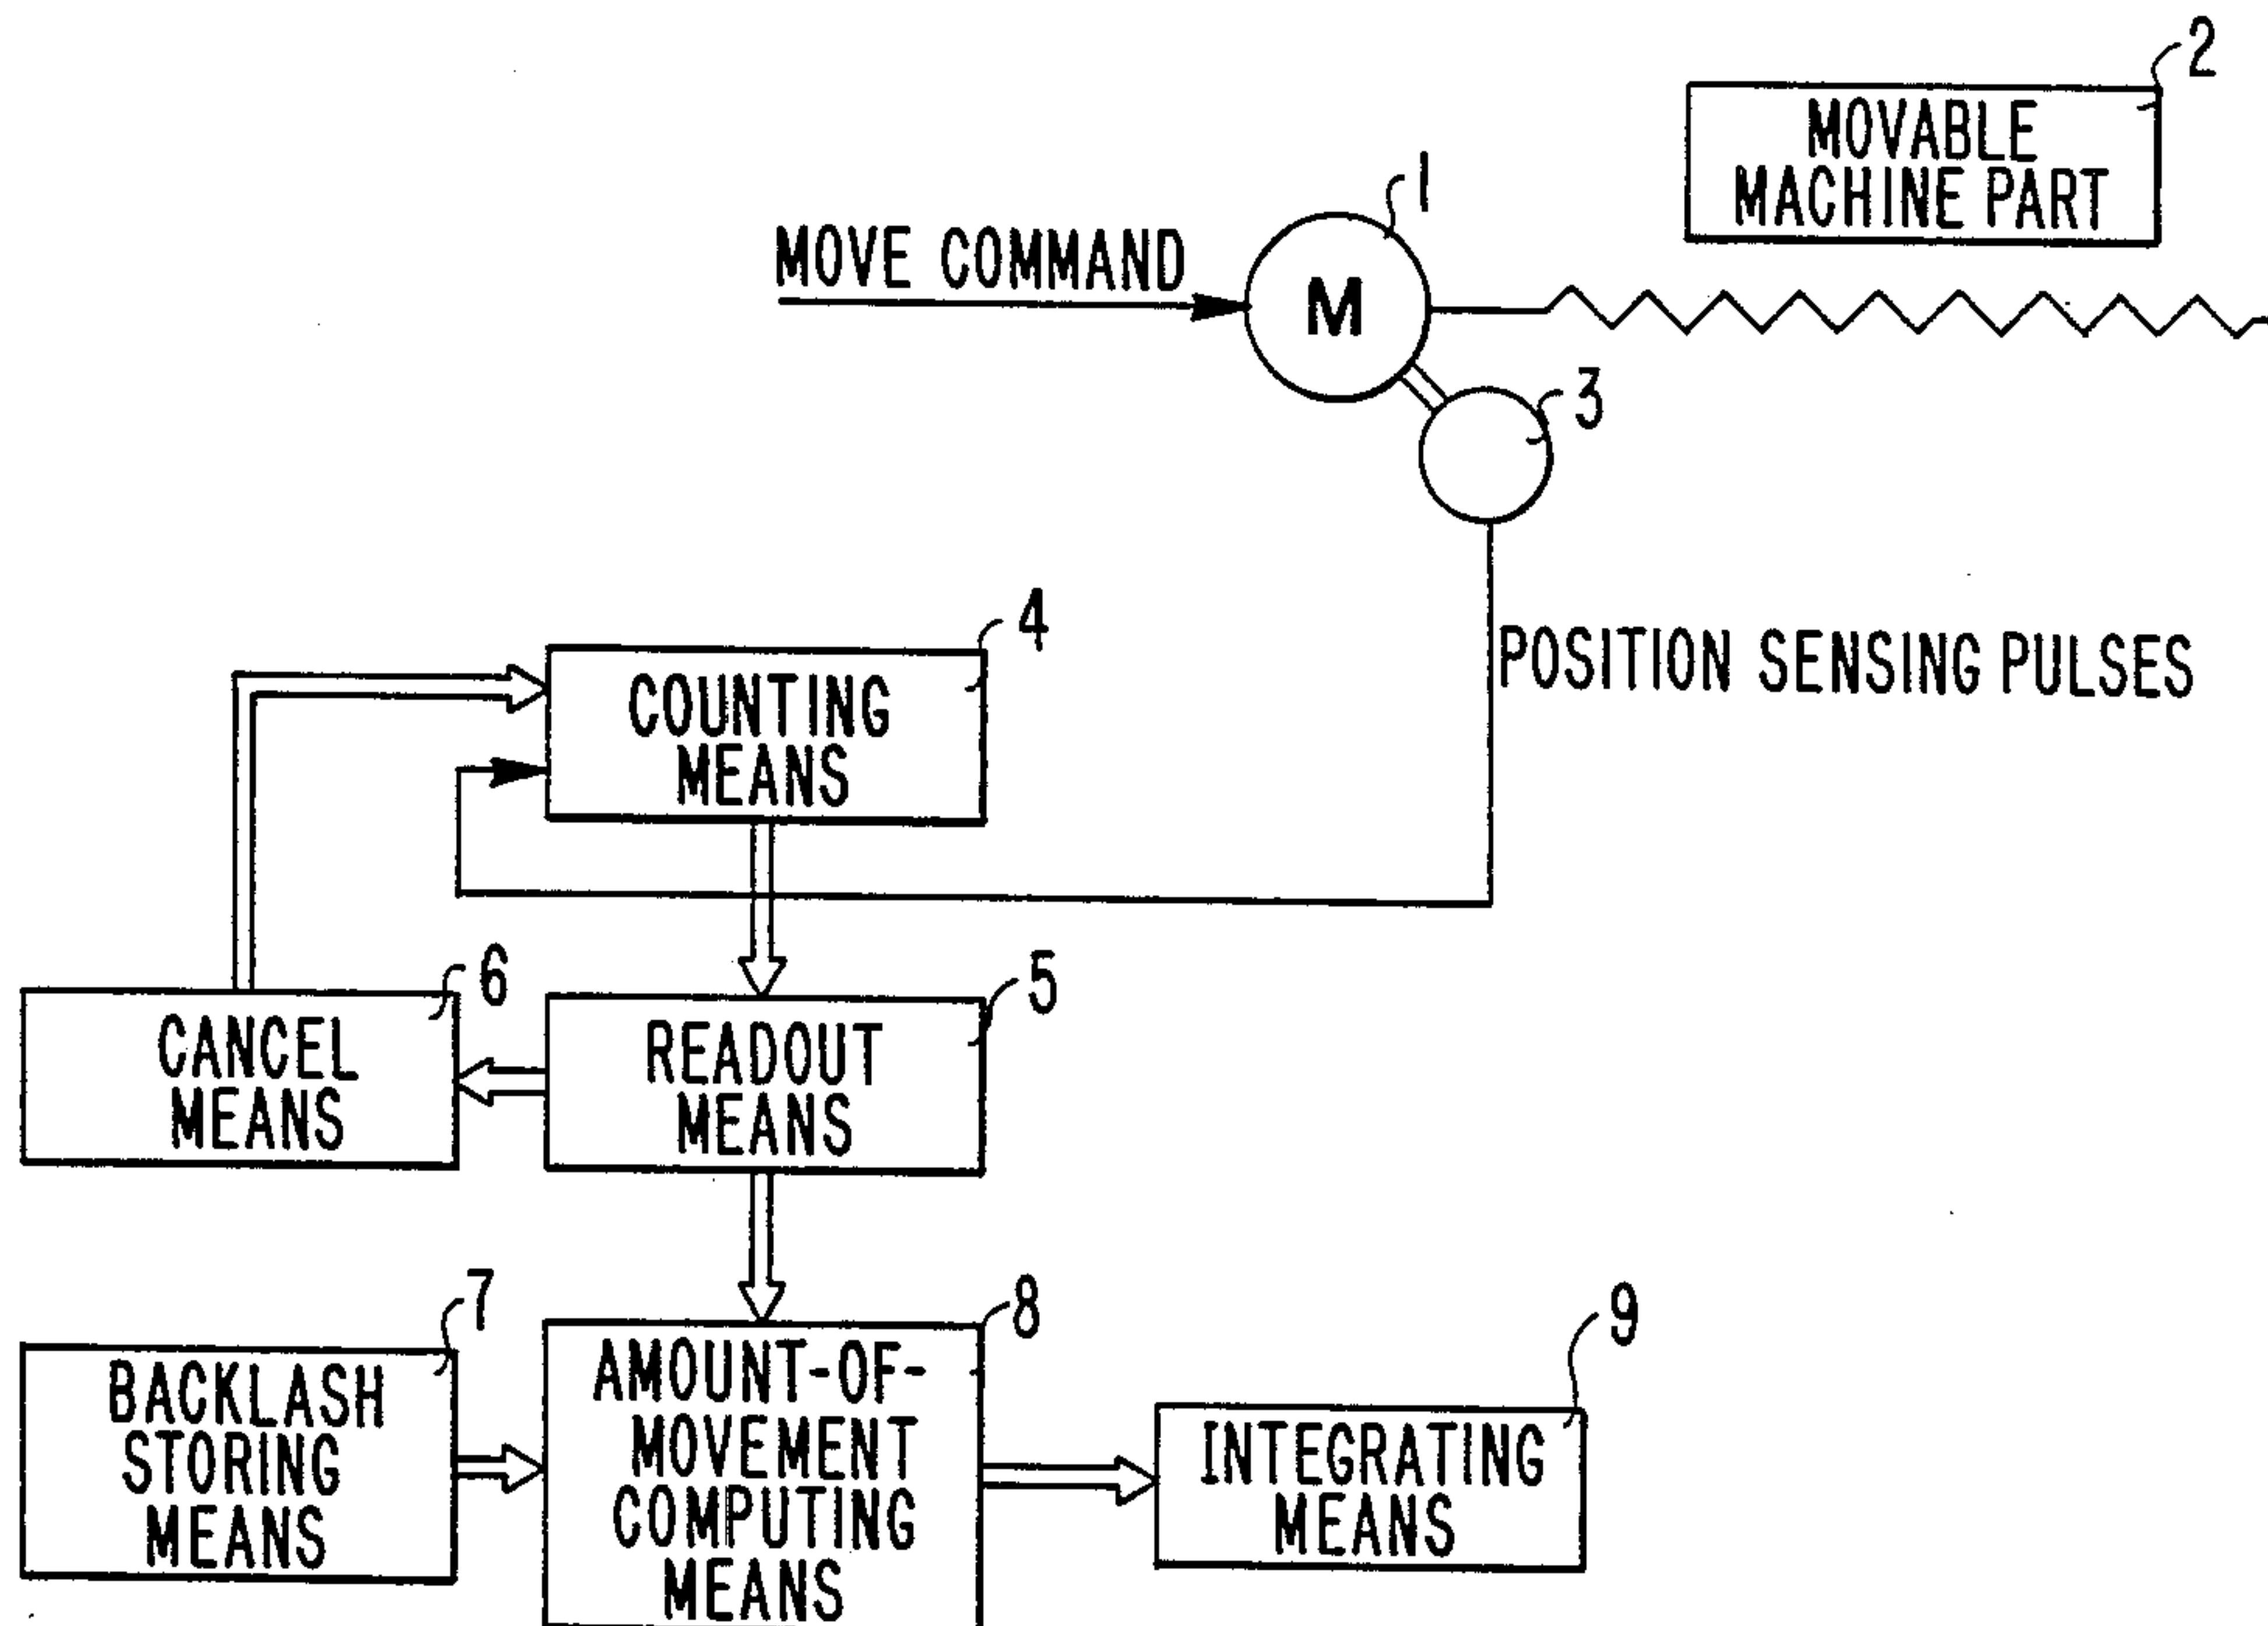 2
MOVABLE
MACHINE PART
1
MOVE COMMAND
M
3
4
POSITION SENSING PULSES
COUNTING
MEANS
6
5
CANCEL
MEANS
READOUT
MEANS
7
8
9
BACKLASH
STORING
MEANS
AMOUNT-OF-
MOVEMENT
COMPUTING
MEANS
INTEGRATING
MEANS